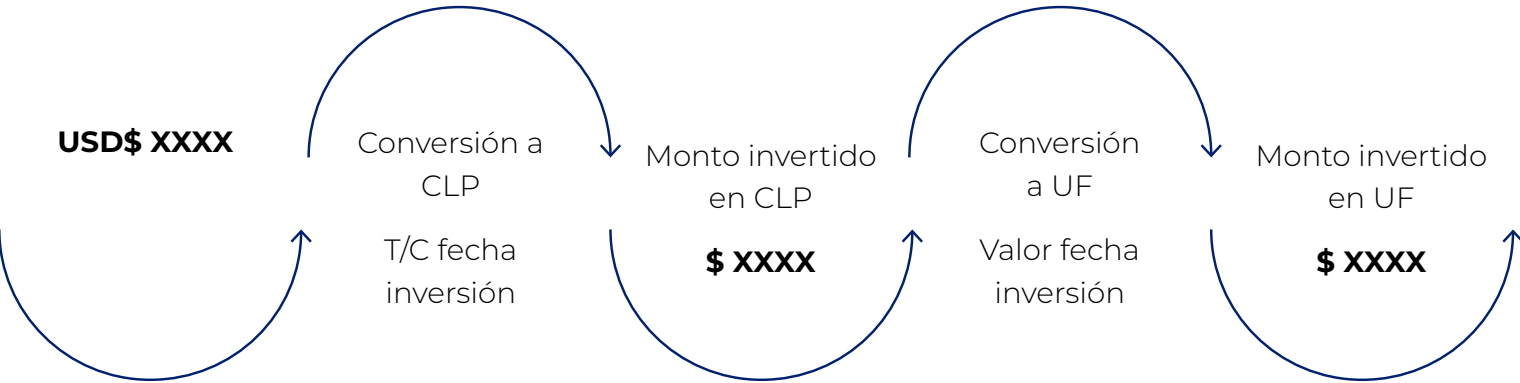 USD$ XXXX
Conversión a
CLP
T/C fecha
inversión
Monto invertido
en CLP
$ XXXX
Conversión
a UF
Valor fecha
inversión
Monto invertido
en UF
$ XXXX